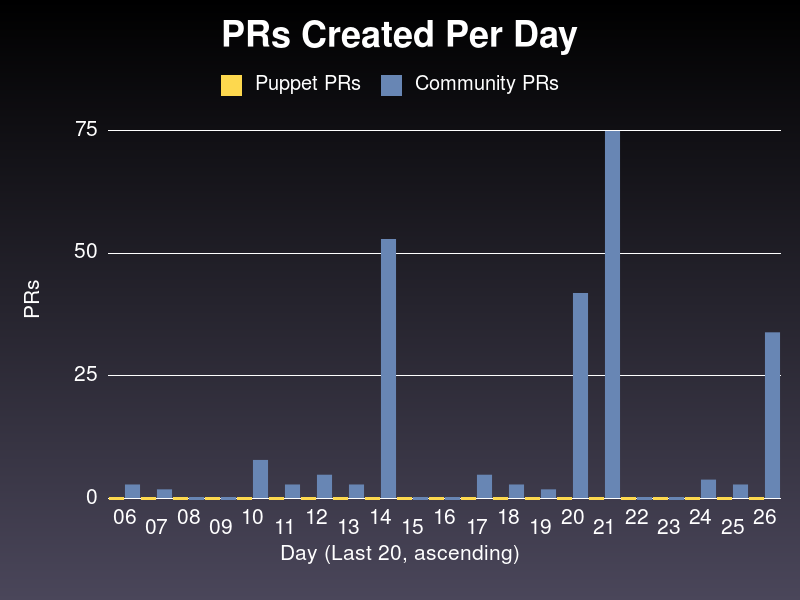 PRs Created Per Day
Puppet PRs Community PRs
75
50
25
0
PRs
06 07 08 09 10 11 12 13 14 15 16 17 18 19 20 21 22 23 24 25 26
Day (Last 20, ascending)